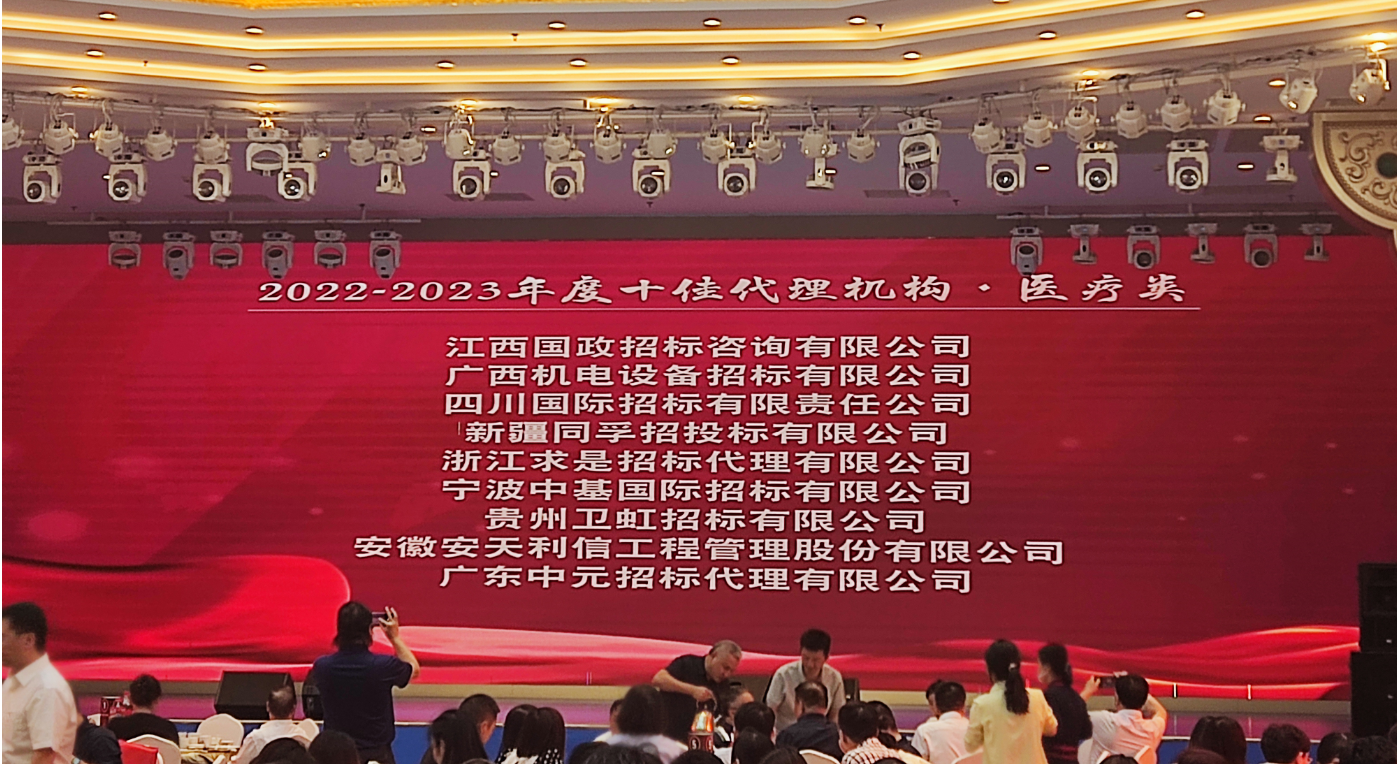 2022-2023年度十佳代理机构·医疗类
江西国政招标咨询有限公司
广西机电设备招标有限公司
四川国际招标有限责任公司
新疆同孚招投标有限公司
浙江求是招标代理有限公司
宁波中基国际招标有限公司
贵州卫虹招标有限公司
安徽安天利信工程管理股份有限公司
广东中元招标代理有限公司